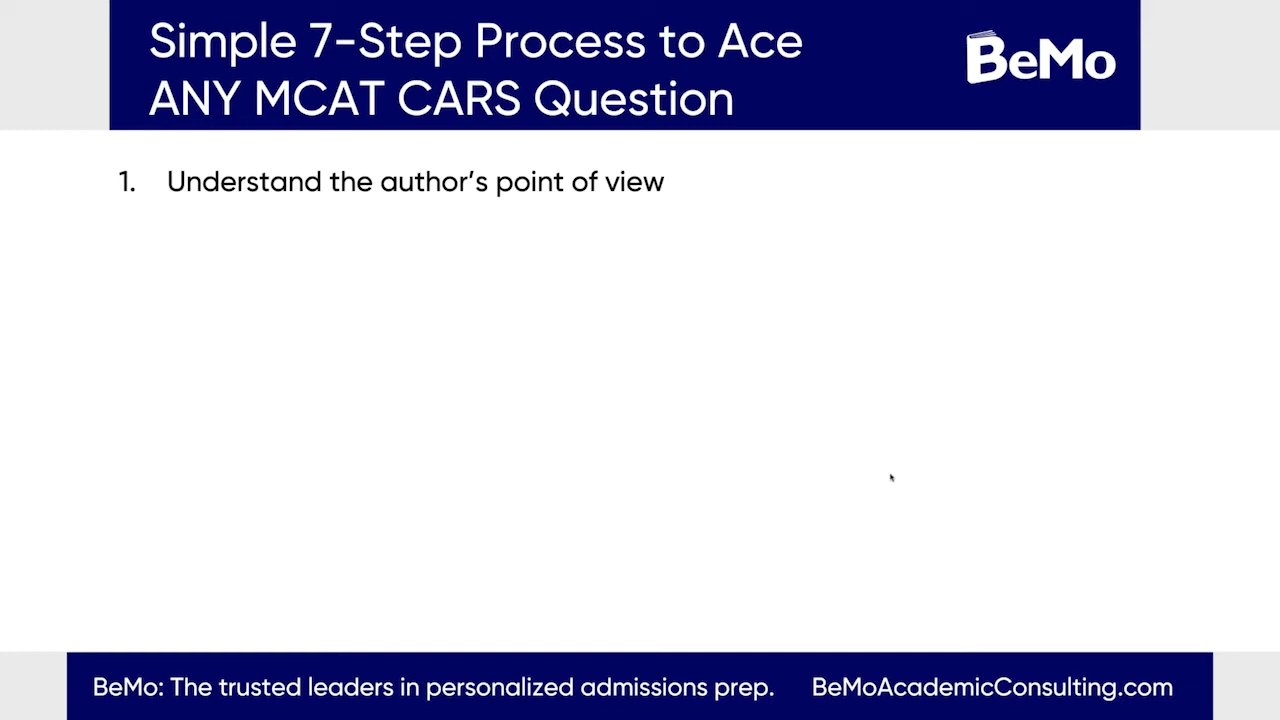 Simple 7-Step Process to Ace
ANY MCAT CARS Question
BeMo
1. Understand the author’s point of view
BeMo: The trusted leaders in personalized admissions prep. BeMoAcademicConsulting.com